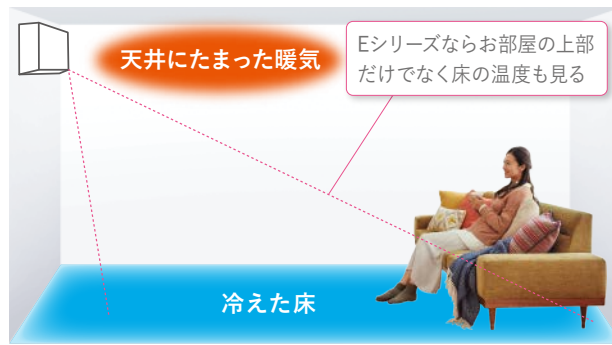 天井にたまった暖気
Eシリーズならお部屋の上部
だけでなく床の温度も見る
冷えた床